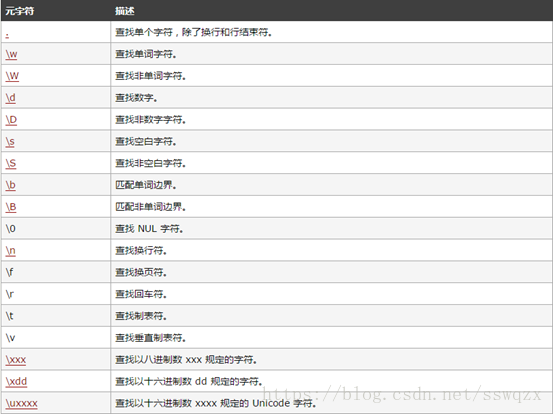 元字符 描述
. 查找单个字符，除了换行和行结束符。
\w 查找单词字符。
\W 查找非单词字符。
\d 查找数字。
\D 查找非数字字符。
\s 查找空白字符。
\S 查找非空白字符。
\b 匹配单词边界。
\B 匹配非单词边界。
\0 查找 NUL 字符。
\n 查找换行符。
\f 查找换页符。
\r 查找回车符。
\t 查找制表符。
\v 查找垂直制表符。
\xxx 查找以八进制数 xxx 规定的字符。
\xdd 查找以十六进制数 dd 规定的字符。
\uxxxx 查找以十六进制数 xxxx 规定的 Unicode 字符。
https://blog.csdn.net/sswqzx